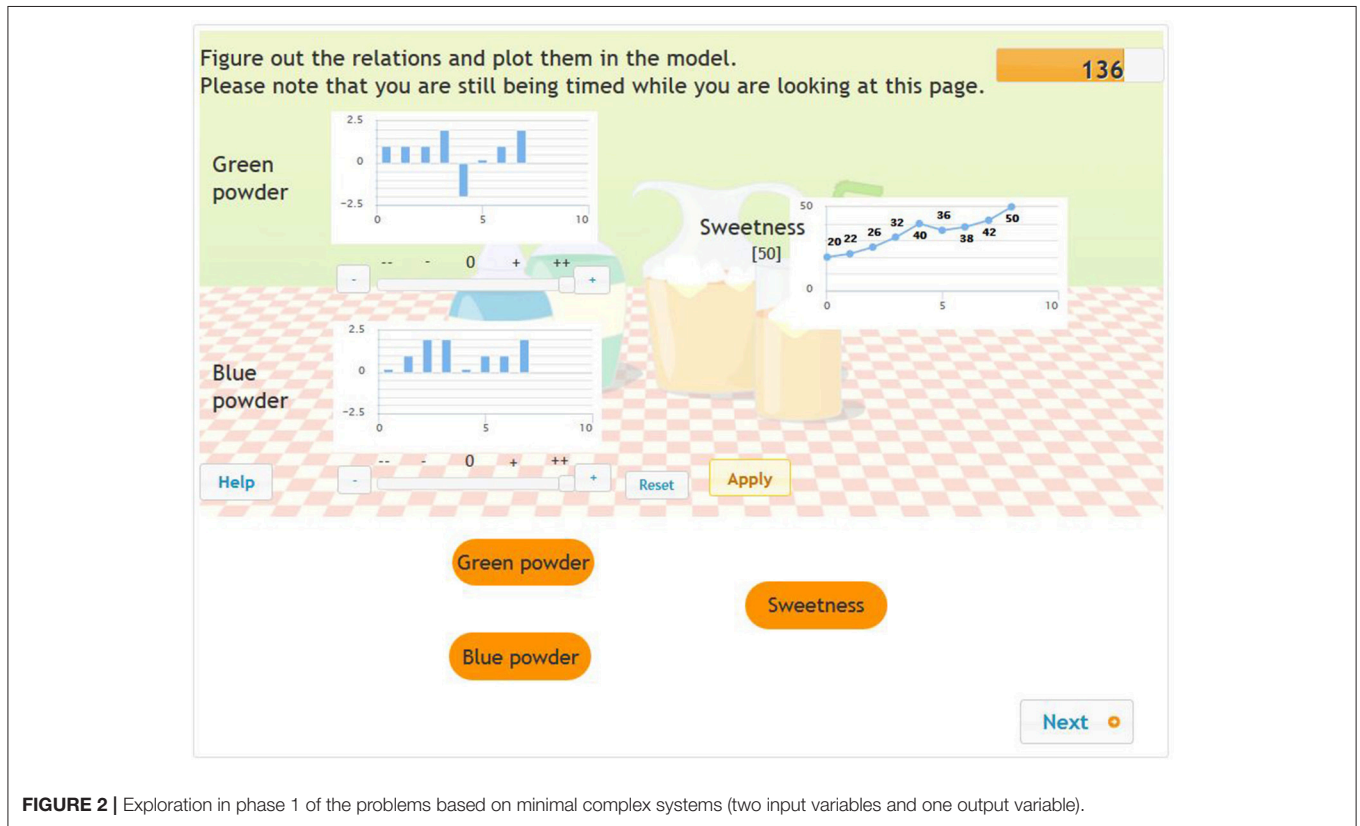 Figure out the relations and plot them in the model.
Please note that you are still being timed while you are looking at this page.
136
Green
powder
2.5
0
-2.5
0 5 10
-- - 0 + ++
- +
Sweetness
[50]
50
0
20 22 26 32 40 36 38 42 50
0 5 10
Blue
powder
2.5
0
-2.5
0 5 10
-- - 0 + ++
- +
Help
Reset
Apply
Green powder
Sweetness
Blue powder
Next
FIGURE 2 | Exploration in phase 1 of the problems based on minimal complex systems (two input variables and one output variable).